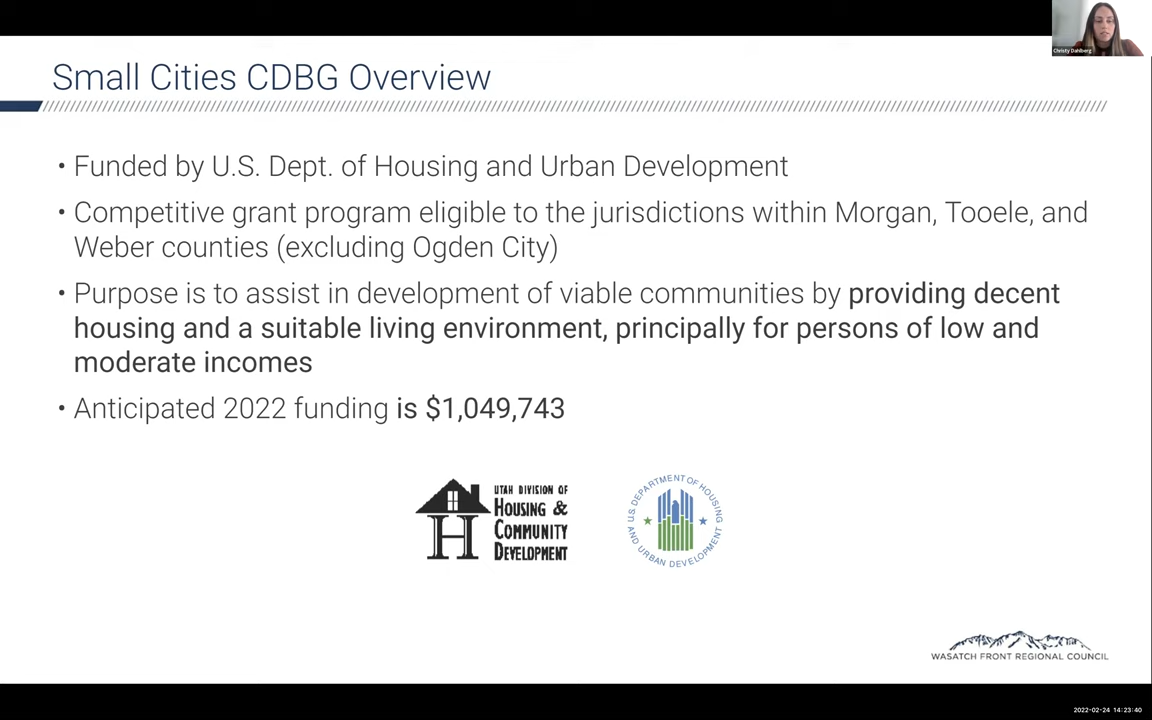 Christy Dahlberg
Small Cities CDBG Overview
• Funded by U.S. Dept. of Housing and Urban Development
• Competitive grant program eligible to the jurisdictions within Morgan, Tooele, and
Weber counties (excluding Ogden City)
• Purpose is to assist in development of viable communities by providing decent
housing and a suitable living environment, principally for persons of low and
moderate incomes
• Anticipated 2022 funding is $1,049,743
UTAH DIVISION OF
HOUSING &
COMMUNITY
DEVELOPMENT
U.S. DEPARTMENT OF HOUSING
AND URBAN DEVELOPMENT
WASATCH FRONT REGIONAL COUNCIL
2022-02-24 14:23:40